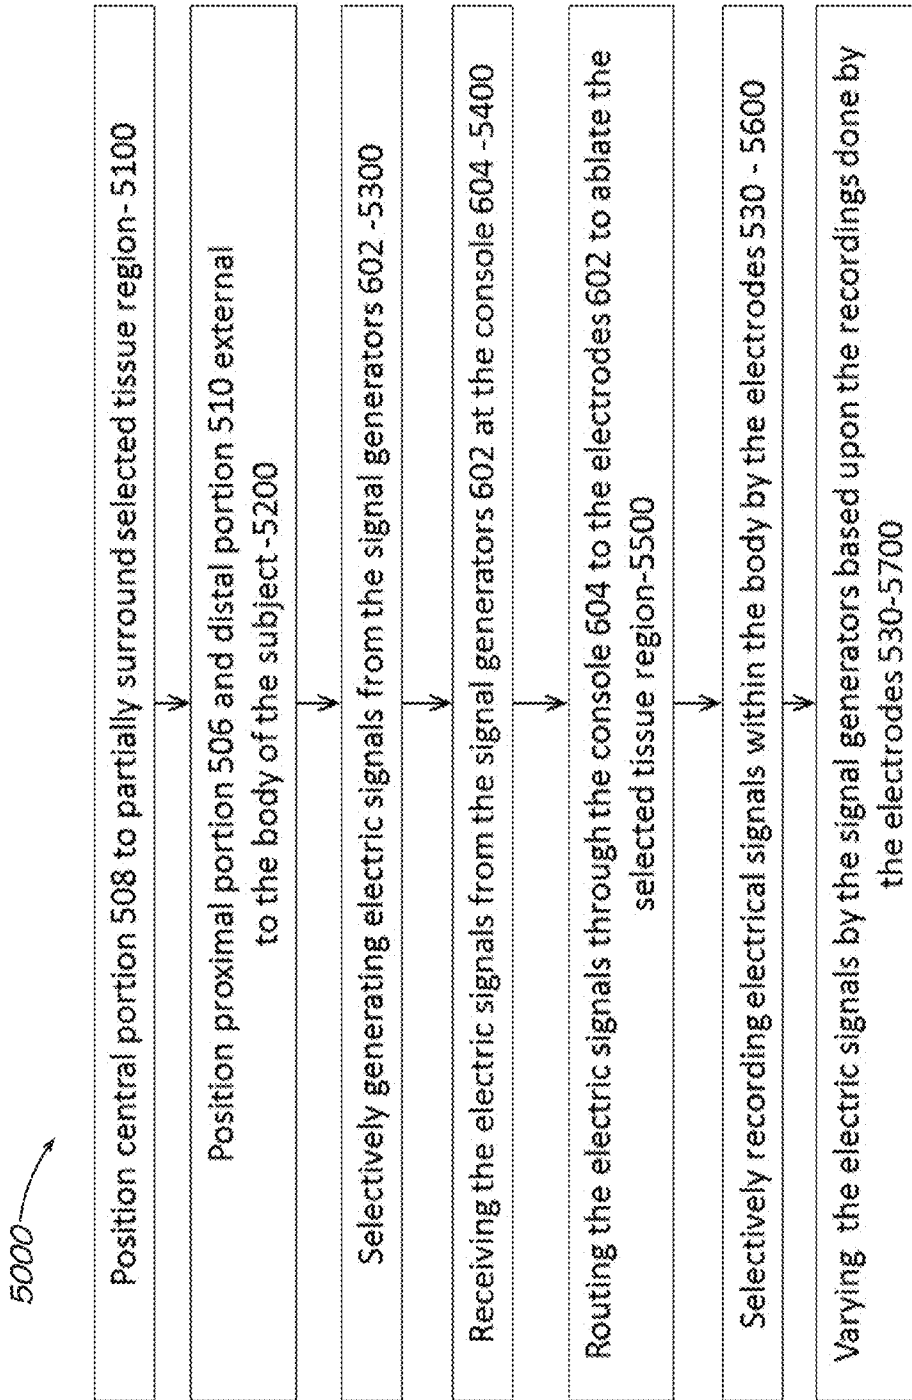 5000
Position central portion 508 to partially surround selected tissue region- 5100
Position proximal portion 506 and distal portion 510 external
to the body of the subject -5200
Selectively generating electric signals from the signal generators 602 -5300
Receiving the electric signals from the signal generators 602 at the console 604 -5400
Routing the electric signals through the console 604 to the electrodes 602 to ablate the
selected tissue region-5500
Selectively recording electrical signals within the body by the electrodes 530 - 5600
Varying the electric signals by the signal generators based upon the recordings done by
the electrodes 530-5700